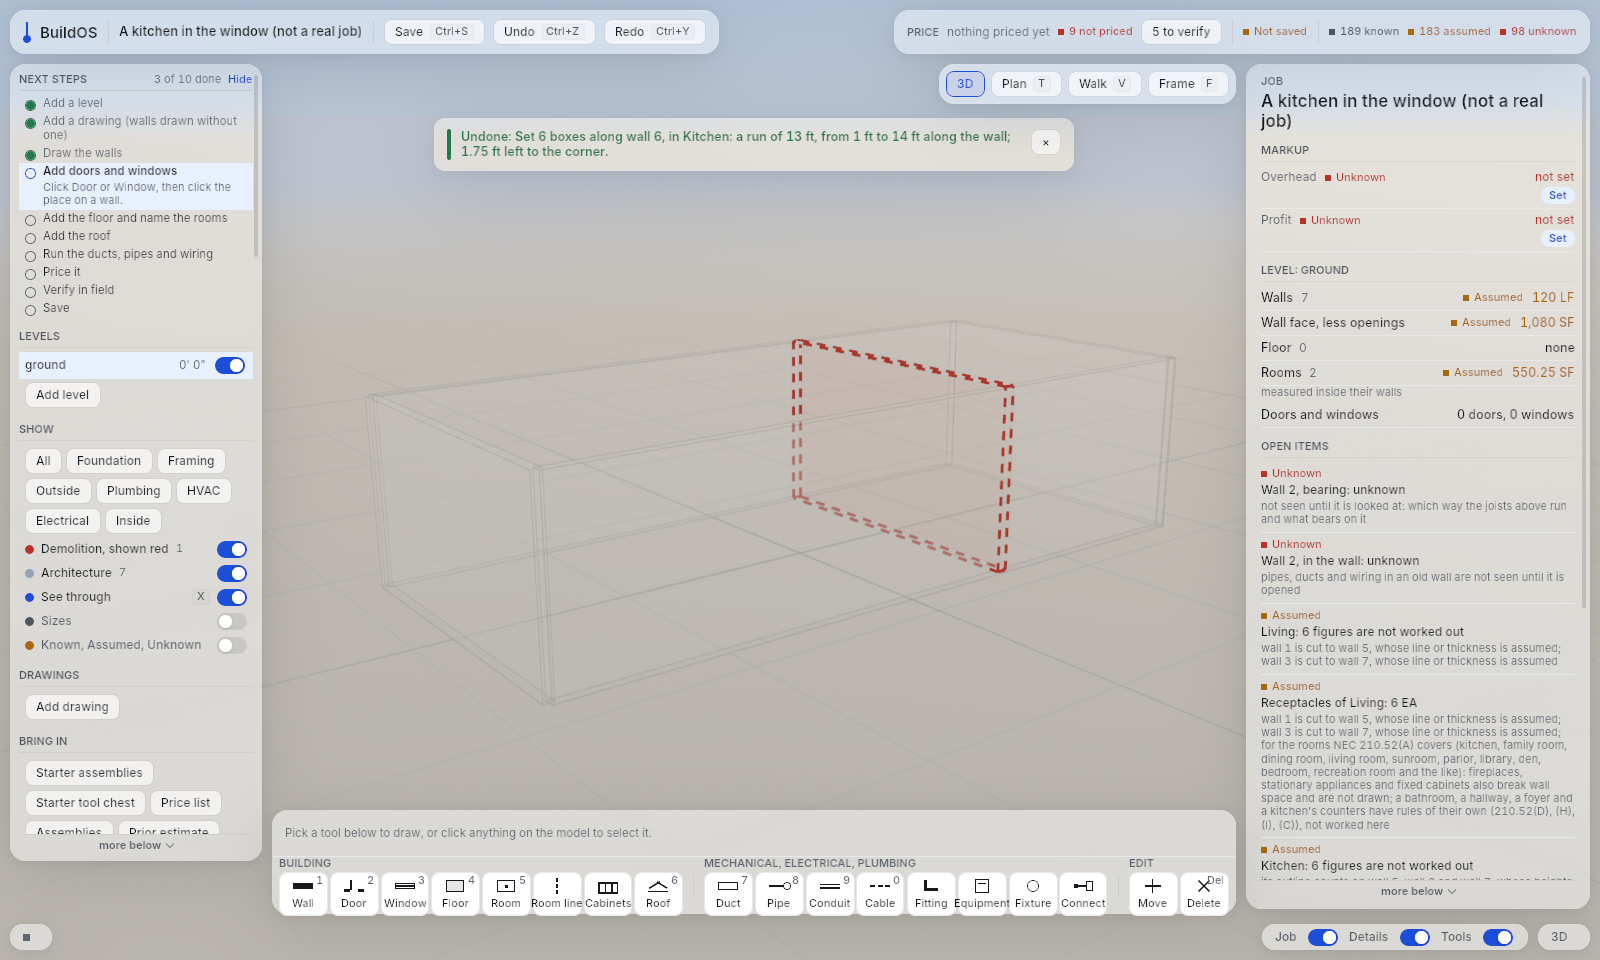 BuildOS
A kitchen in the window (not a real job)
Save Ctrl+S
Undo Ctrl+Z
Redo Ctrl+Y
PRICE nothing priced yet 9 not priced 5 to verify Not saved 189 known 183 assumed 98 unknown
NEXT STEPS 3 of 10 done Hide
Add a level
Add a drawing (walls drawn without
one)
Draw the walls
Add doors and windows
Click Door or Window, then click the
place on a wall.
Add the floor and name the rooms
Add the roof
Run the ducts, pipes and wiring
Price it
Verify in field
Save
LEVELS
ground 0' 0"
Add level
SHOW
All Foundation Framing
Outside Plumbing HVAC
Electrical Inside
Demolition, shown red 1
Architecture 7
See through X
Sizes
Known, Assumed, Unknown
DRAWINGS
Add drawing
BRING IN
Starter assemblies
Starter tool chest Price list
Assemblies Prior estimate
more below
3D Plan T Walk V Frame F
Undone: Set 6 boxes along wall 6, in Kitchen: a run of 13 ft, from 1 ft to 14 ft along the wall;
1.75 ft left to the corner.
×
Pick a tool below to draw, or click anything on the model to select it.
BUILDING
Wall 1
Door 2
Window 3
Floor 4
Room 5
Room line
Cabinets
Roof 6
MECHANICAL, ELECTRICAL, PLUMBING
Duct 7
Pipe 8
Conduit 9
Cable 0
Fitting
Equipment
Fixture
Connect
EDIT
Move
Delete Del
JOB
A kitchen in the window (not a real
job)
MARKUP
Overhead Unknown not set
Set
Profit Unknown not set
Set
LEVEL: GROUND
Walls 7 Assumed 120 LF
Wall face, less openings Assumed 1,080 SF
Floor 0 none
Rooms 2 Assumed 550.25 SF
measured inside their walls
Doors and windows 0 doors, 0 windows
OPEN ITEMS
Unknown
Wall 2, bearing: unknown
not seen until it is looked at: which way the joists above run
and what bears on it
Unknown
Wall 2, in the wall: unknown
pipes, ducts and wiring in an old wall are not seen until it is
opened
Assumed
Living: 6 figures are not worked out
wall 1 is cut to wall 5, whose line or thickness is assumed;
wall 3 is cut to wall 7, whose line or thickness is assumed
Assumed
Receptacles of Living: 6 EA
wall 1 is cut to wall 5, whose line or thickness is assumed;
wall 3 is cut to wall 7, whose line or thickness is assumed;
for the rooms NEC 210.52(A) covers (kitchen, family room,
dining room, living room, sunroom, parlor, library, den,
bedroom, recreation room and the like): fireplaces,
stationary appliances and fixed cabinets also break wall
space and are not drawn; a bathroom, a hallway, a foyer and
a kitchen's counters have rules of their own (210.52(D), (H),
(I), (C)), not worked here
Assumed
Kitchen: 6 figures are not worked out
more below
Job Details Tools 3D